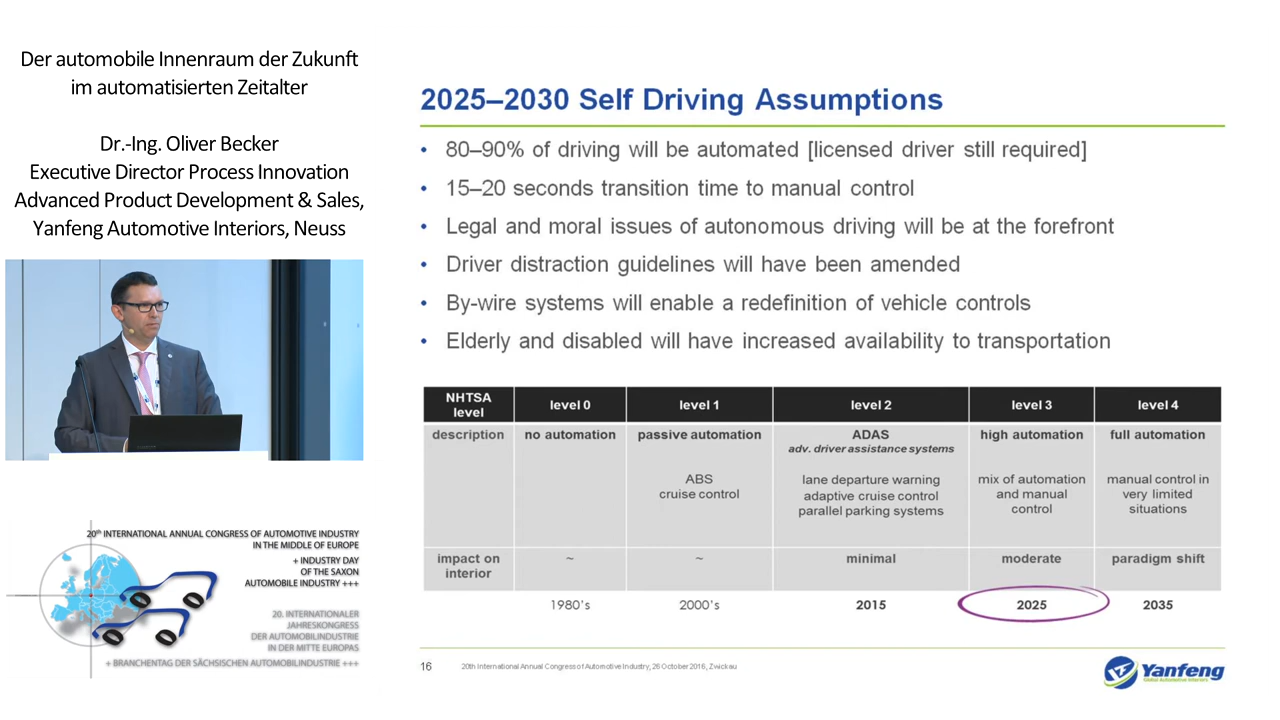 Der automobile Innenraum der Zukunft
im automatisierten Zeitalter
Dr.-Ing. Oliver Becker
Executive Director Process Innovation
Advanced Product Development & Sales,
Yanfeng Automotive Interiors, Neuss
20th INTERNATIONAL ANNUAL CONGRESS OF AUTOMOTIVE INDUSTRY
IN THE MIDDLE OF EUROPE
+ INDUSTRY DAY
OF THE SAXON
AUTOMOBILE INDUSTRY +++
20. INTERNATIONALER
JAHRESKONGRESS
DER AUTOMOBILINDUSTRIE
IN DER MITTE EUROPAS
+ BRANCHENTAG DER SÄCHSISCHEN AUTOMOBILINDUSTRIE +++
2025–2030 Self Driving Assumptions
• 80–90% of driving will be automated [licensed driver still required]
• 15–20 seconds transition time to manual control
• Legal and moral issues of autonomous driving will be at the forefront
• Driver distraction guidelines will have been amended
• By-wire systems will enable a redefinition of vehicle controls
• Elderly and disabled will have increased availability to transportation
NHTSA level level 0 level 1 level 2 level 3 level 4
description no automation passive automation ADAS high automation full automation
adv. driver assistance systems
ABS lane departure warning mix of automation manual control in
cruise control adaptive cruise control and manual very limited
parallel parking systems control situations
impact on interior ~ ~ minimal moderate paradigm shift
1980's 2000's 2015 2025 2035
16 20th International Annual Congress of Automotive Industry, 26 October 2016, Zwickau
Yanfeng
Global Automotive Interiors